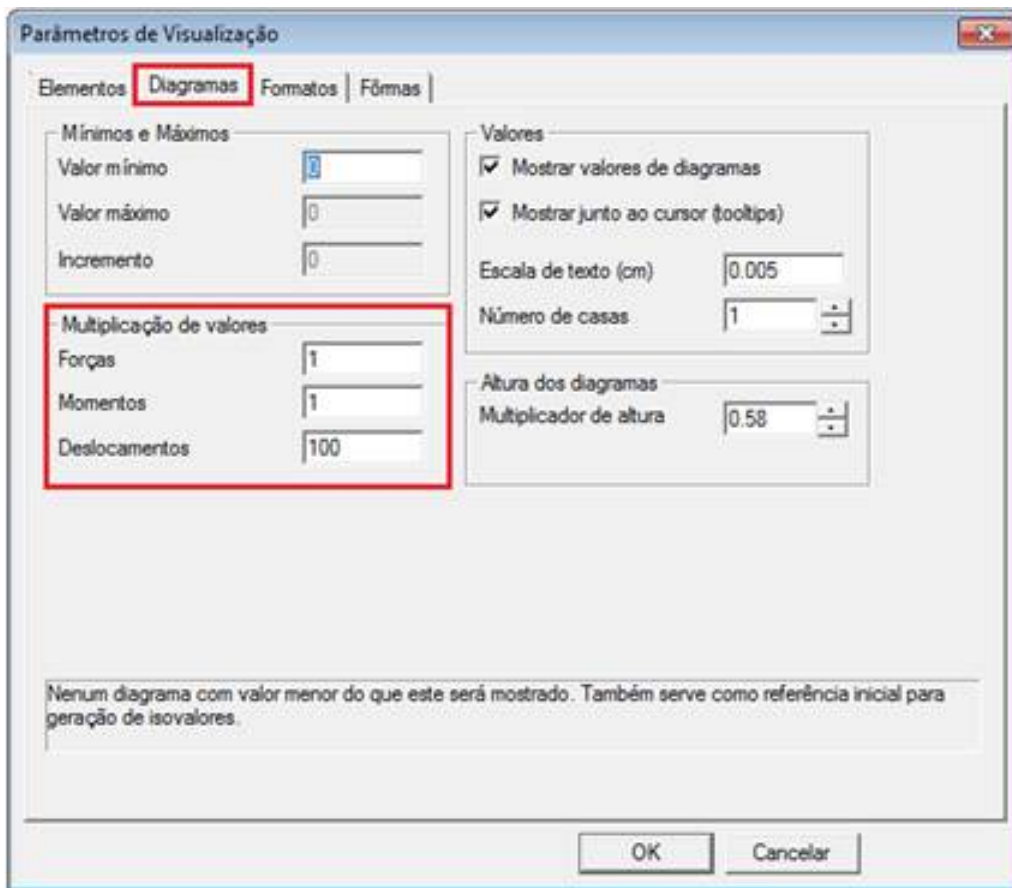 Parâmetros de Visualização
Elementos Diagramas Formatos Fôrmas
Mínimos e Máximos
Valor mínimo 0
Valor máximo 0
Incremento 0
Multiplicação de valores
Forças 1
Momentos 1
Deslocamentos 100
Valores
Mostrar valores de diagramas
Mostrar junto ao cursor (tooltips)
Escala de texto (cm) 0.005
Número de casas 1
Altura dos diagramas
Multiplicador de altura 0.58
Nenum diagrama com valor menor do que este será mostrado. Também serve como referência inicial para
geração de isovalores.
OK Cancelar